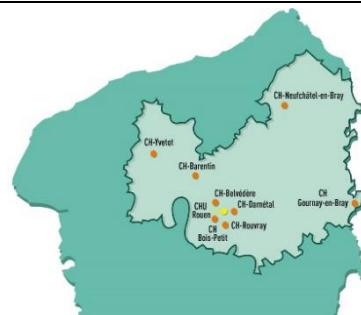 CH-Neufchâtel-en-Bray
CH-Yvetot
CH-Barentin
CH-Belvédère
CHU
Rouen
CH-Darnétal
CH
Gournay-en-Bray
CH
Bois-Petit
CH-Rouvray